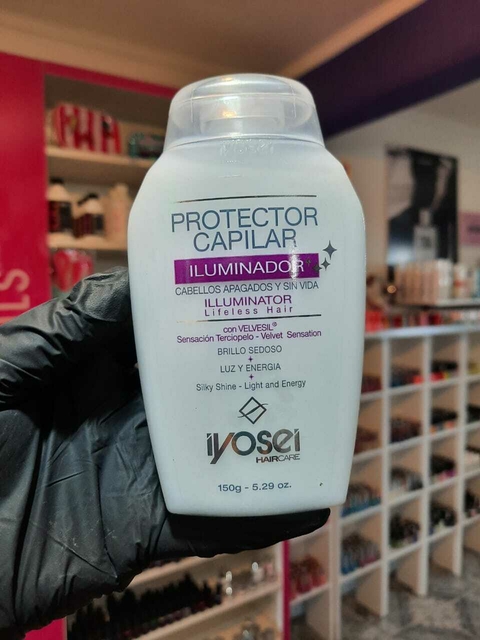 PROTECTOR
CAPILAR
ILUMINADOR
CABELLOS APAGADOS Y SIN VIDA
ILLUMINATOR
Lifeless Hair
con VELVESIL®
Sensación Terciopelo - Velvet Sensation
BRILLO SEDOSO
+
LUZ Y ENERGIA
+
Silky Shine - Light and Energy
iyosei
HAIRCARE
150g - 5.29 oz.
LS